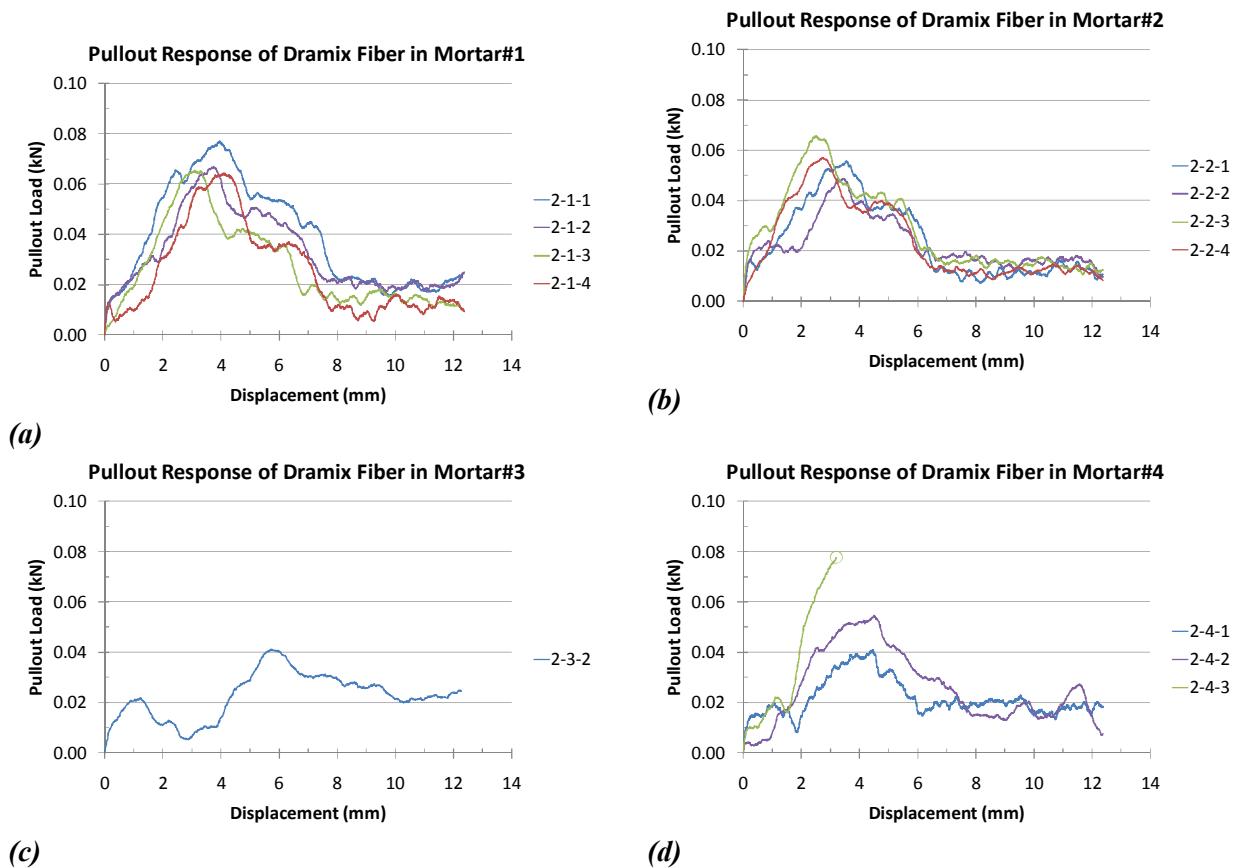 Pullout Response of Dramix Fiber in Mortar#1
Pullout Load (kN)
0.10
0.08
0.06
0.04
0.02
0.00
0 2 4 6 8 10 12 14
Displacement (mm)
2-1-1
2-1-2
2-1-3
2-1-4
(a)
Pullout Response of Dramix Fiber in Mortar#2
Pullout Load (kN)
0.10
0.08
0.06
0.04
0.02
0.00
0 2 4 6 8 10 12 14
Displacement (mm)
2-2-1
2-2-2
2-2-3
2-2-4
(b)
Pullout Response of Dramix Fiber in Mortar#3
Pullout Load (kN)
0.10
0.08
0.06
0.04
0.02
0.00
0 2 4 6 8 10 12 14
Displacement (mm)
2-3-2
(c)
Pullout Response of Dramix Fiber in Mortar#4
Pullout Load (kN)
0.10
0.08
0.06
0.04
0.02
0.00
0 2 4 6 8 10 12 14
Displacement (mm)
2-4-1
2-4-2
2-4-3
(d)